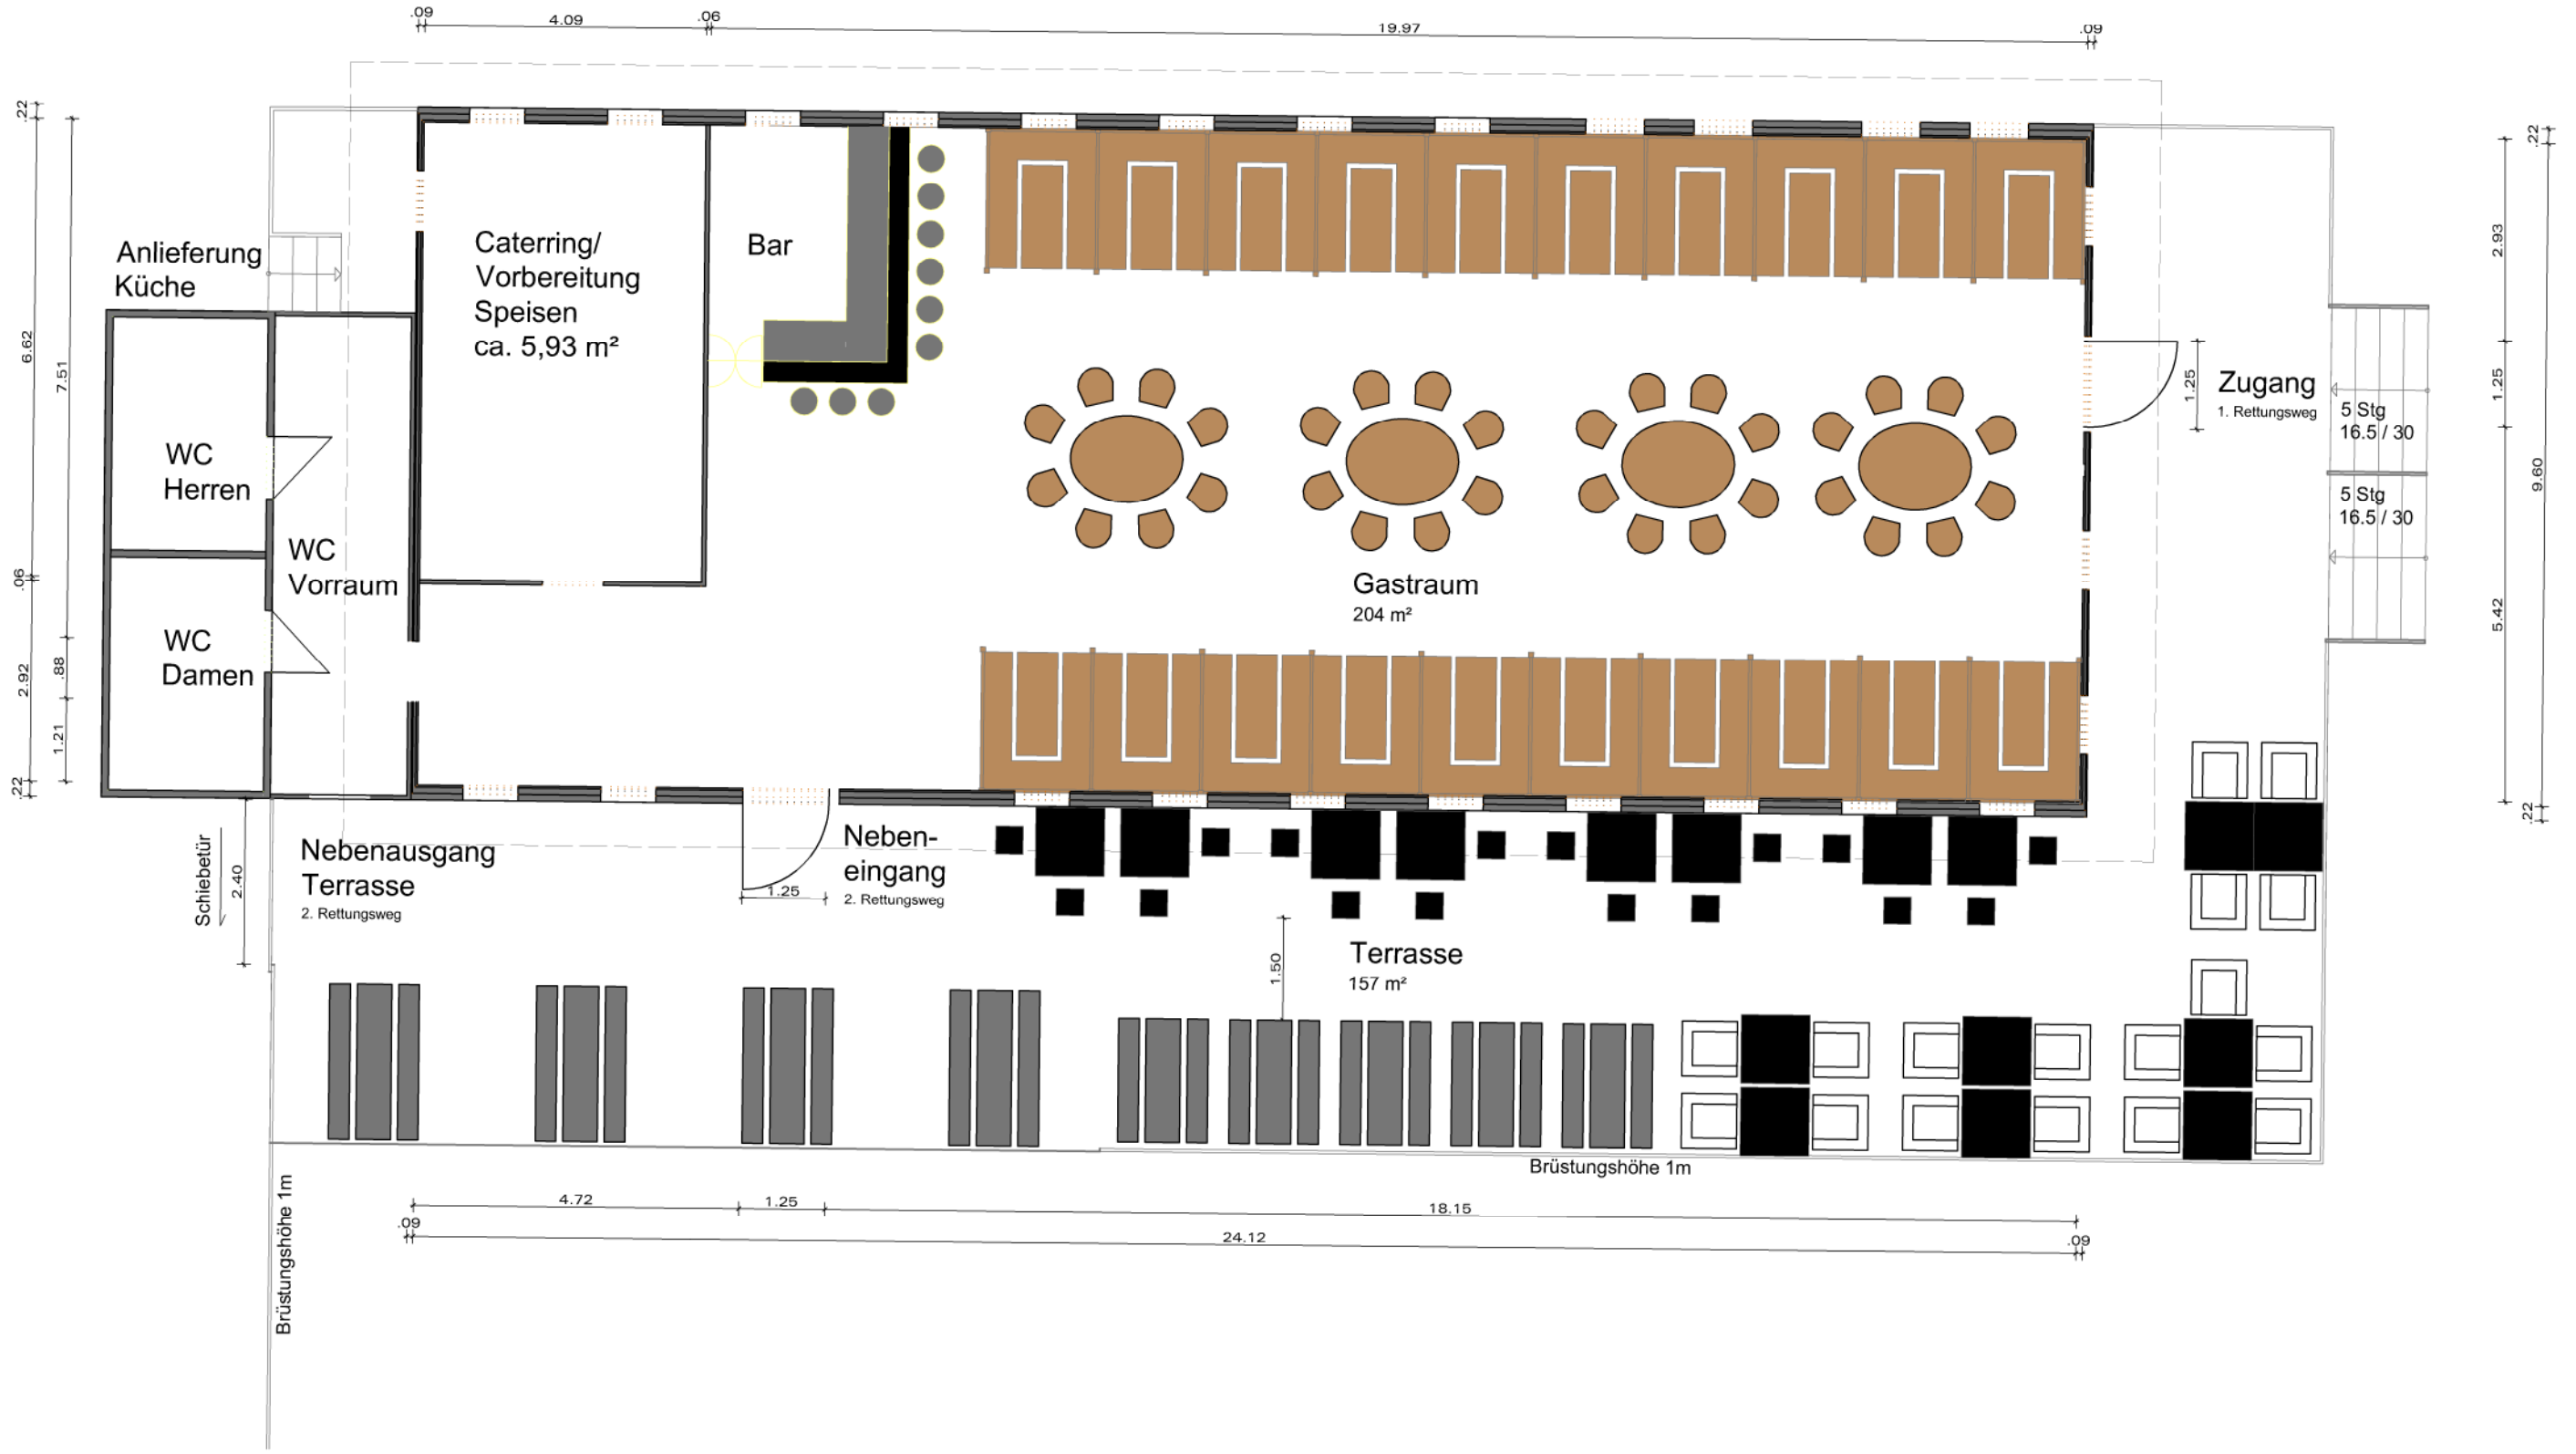 .09
4.09
.06
19.97
.09
.22
6.62
7.51
.06
2.92
.88
1.21
.22
Anlieferung
Küche
Caterring/
Vorbereitung
Speisen
ca. 5,93 m²
Bar
WC
Herren
WC
Vorraum
WC
Damen
Gastraum
204 m²
1.25
Zugang
1. Rettungsweg
5 Stg
16.5 / 30
5 Stg
16.5 / 30
.22
2.93
1.25
9.60
5.42
.22
Schiebetür
2.40
Nebenausgang
Terrasse
2. Rettungsweg
1.25
Neben-
eingang
2. Rettungsweg
1.50
Terrasse
157 m²
Brüstungshöhe 1m
Brüstungshöhe 1m
4.72
1.25
18.15
.09
24.12
.09